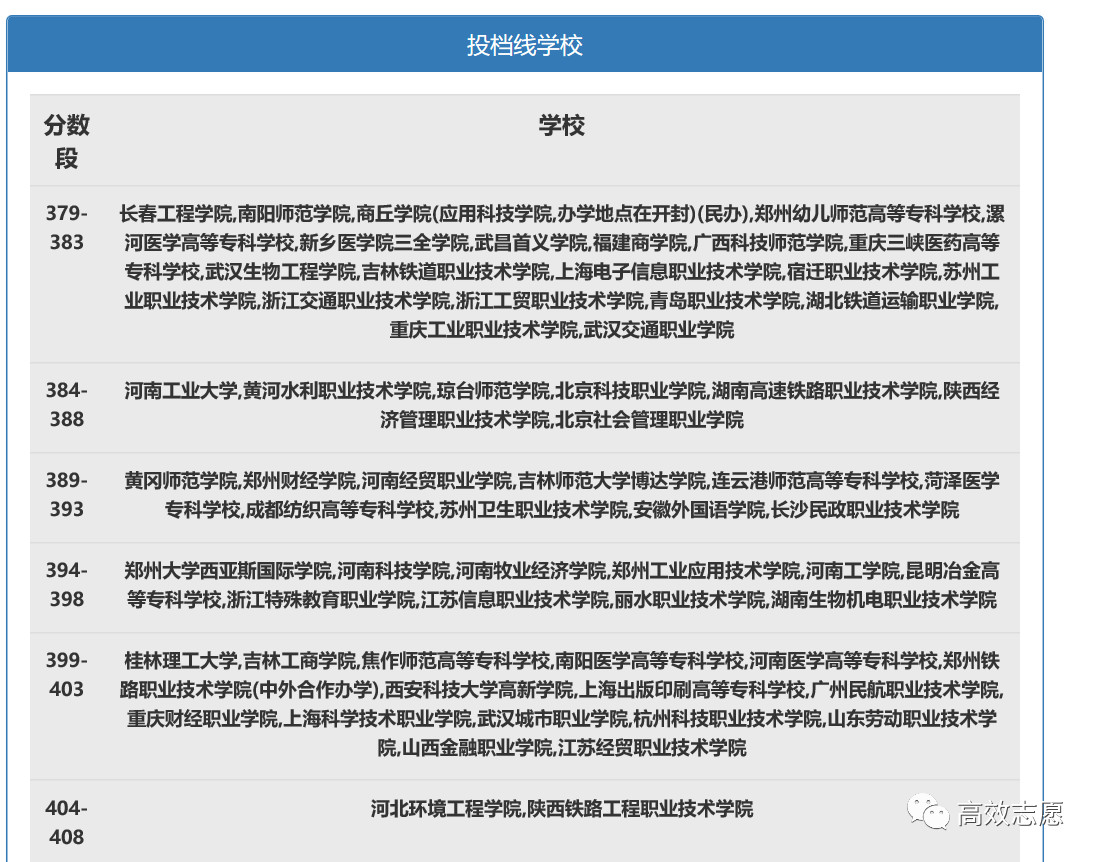 投档线学校
分数段 学校
379- 长春工程学院,南阳师范学院,商丘学院(应用科技学院,办学地点在开封)(民办),郑州幼儿师范高等专科学校,漯
383 河医学高等专科学校,新乡医学院三全学院,武昌首义学院,福建商学院,广西科技师范学院,重庆三峡医药高等
专科学校,武汉生物工程学院,吉林铁道职业技术学院,上海电子信息职业技术学院,宿迁职业技术学院,苏州工
业职业技术学院,浙江交通职业技术学院,浙江工贸职业技术学院,青岛职业技术学院,湖北铁道运输职业学院,
重庆工业职业技术学院,武汉交通职业学院
384- 河南工业大学,黄河水利职业技术学院,琼台师范学院,北京科技职业学院,湖南高速铁路职业技术学院,陕西经
388 济管理职业技术学院,北京社会管理职业学院
389- 黄冈师范学院,郑州财经学院,河南经贸职业学院,吉林师范大学博达学院,连云港师范高等专科学校,菏泽医学
393 专科学校,成都纺织高等专科学校,苏州卫生职业技术学院,安徽外国语学院,长沙民政职业技术学院
394- 郑州大学西亚斯国际学院,河南科技学院,河南牧业经济学院,郑州工业应用技术学院,河南工学院,昆明冶金高
398 等专科学校,浙江特殊教育职业学院,江苏信息职业技术学院,丽水职业技术学院,湖南生物机电职业技术学院
399- 桂林理工大学,吉林工商学院,焦作师范高等专科学校,南阳医学高等专科学校,河南医学高等专科学校,郑州铁
403 路职业技术学院(中外合作办学),西安科技大学高新学院,上海出版印刷高等专科学校,广州民航职业技术学院,
重庆财经职业学院,上海科学技术职业学院,武汉城市职业学院,杭州科技职业技术学院,山东劳动职业技术学
院,山西金融职业学院,江苏经贸职业技术学院
404- 河北环境工程学院,陕西铁路工程职业技术学院
408
高效志愿